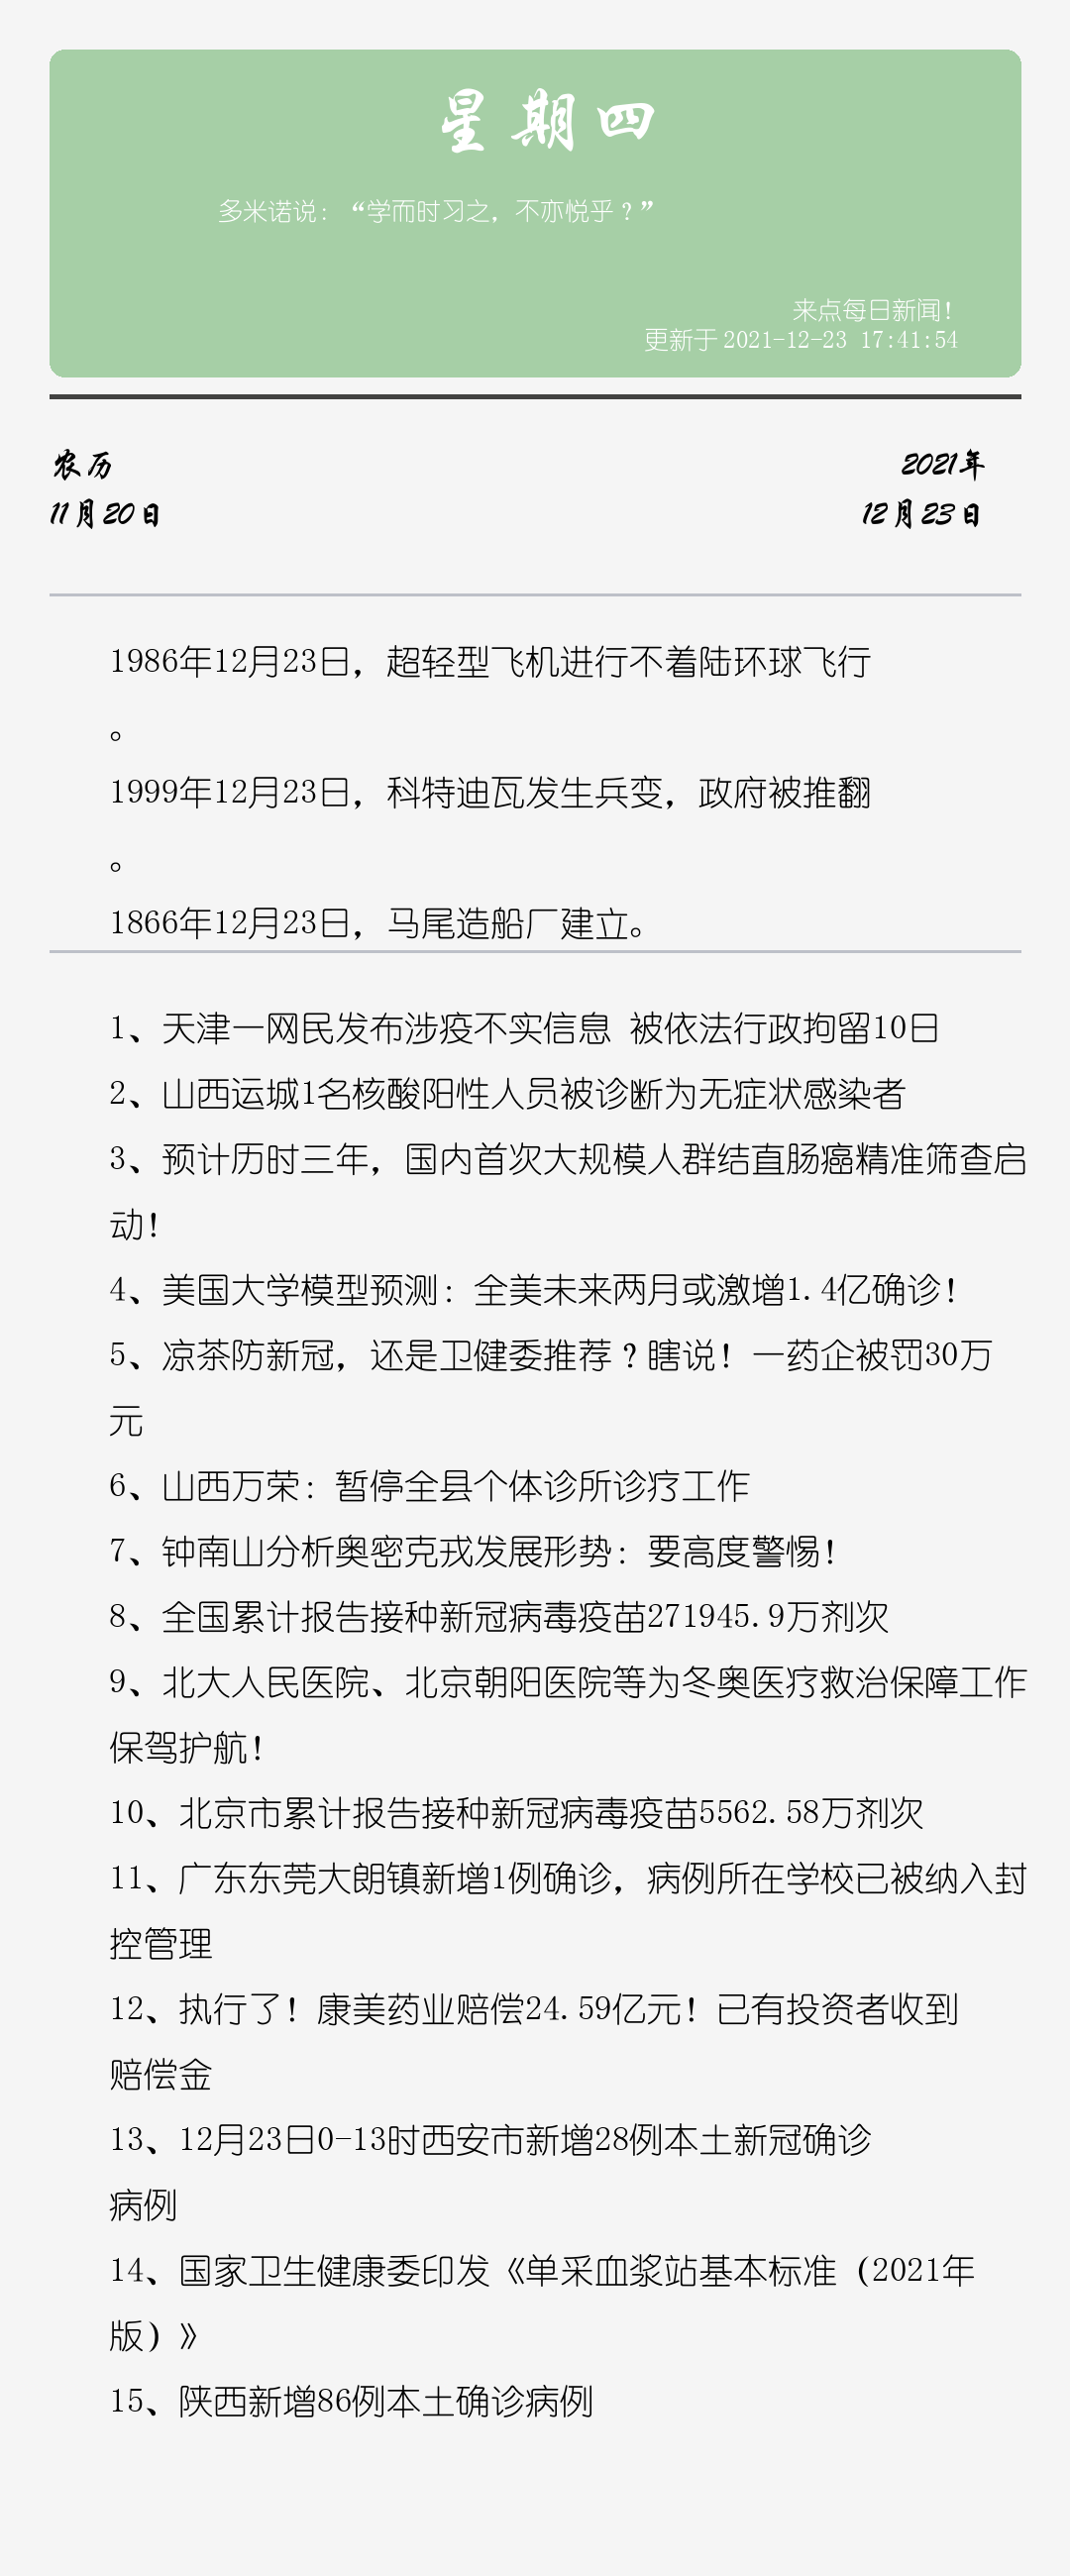 星期四
多米诺说：“学而时习之，不亦悦乎？”
来点每日新闻！
更新于 2021-12-23 17:41:54
农历
2021年
11月20日
12月23日
1986年12月23日，超轻型飞机进行不着陆环球飞行
。
1999年12月23日，科特迪瓦发生兵变，政府被推翻
。
1866年12月23日，马尾造船厂建立。
1、天津一网民发布涉疫不实信息 被依法行政拘留10日
2、山西运城1名核酸阳性人员被诊断为无症状感染者
3、预计历时三年，国内首次大规模人群结直肠癌精准筛查启
动！
4、美国大学模型预测：全美未来两月或激增1.4亿确诊！
5、凉茶防新冠，还是卫健委推荐？瞎说！一药企被罚30万
元
6、山西万荣：暂停全县个体诊所诊疗工作
7、钟南山分析奥密克戎发展形势：要高度警惕！
8、全国累计报告接种新冠病毒疫苗271945.9万剂次
9、北大人民医院、北京朝阳医院等为冬奥医疗救治保障工作
保驾护航！
10、北京市累计报告接种新冠病毒疫苗5562.58万剂次
11、广东东莞大朗镇新增1例确诊，病例所在学校已被纳入封
控管理
12、执行了！康美药业赔偿24.59亿元！已有投资者收到
赔偿金
13、12月23日0-13时西安市新增28例本土新冠确诊
病例
14、国家卫生健康委印发《单采血浆站基本标准（2021年
版）》
15、陕西新增86例本土确诊病例